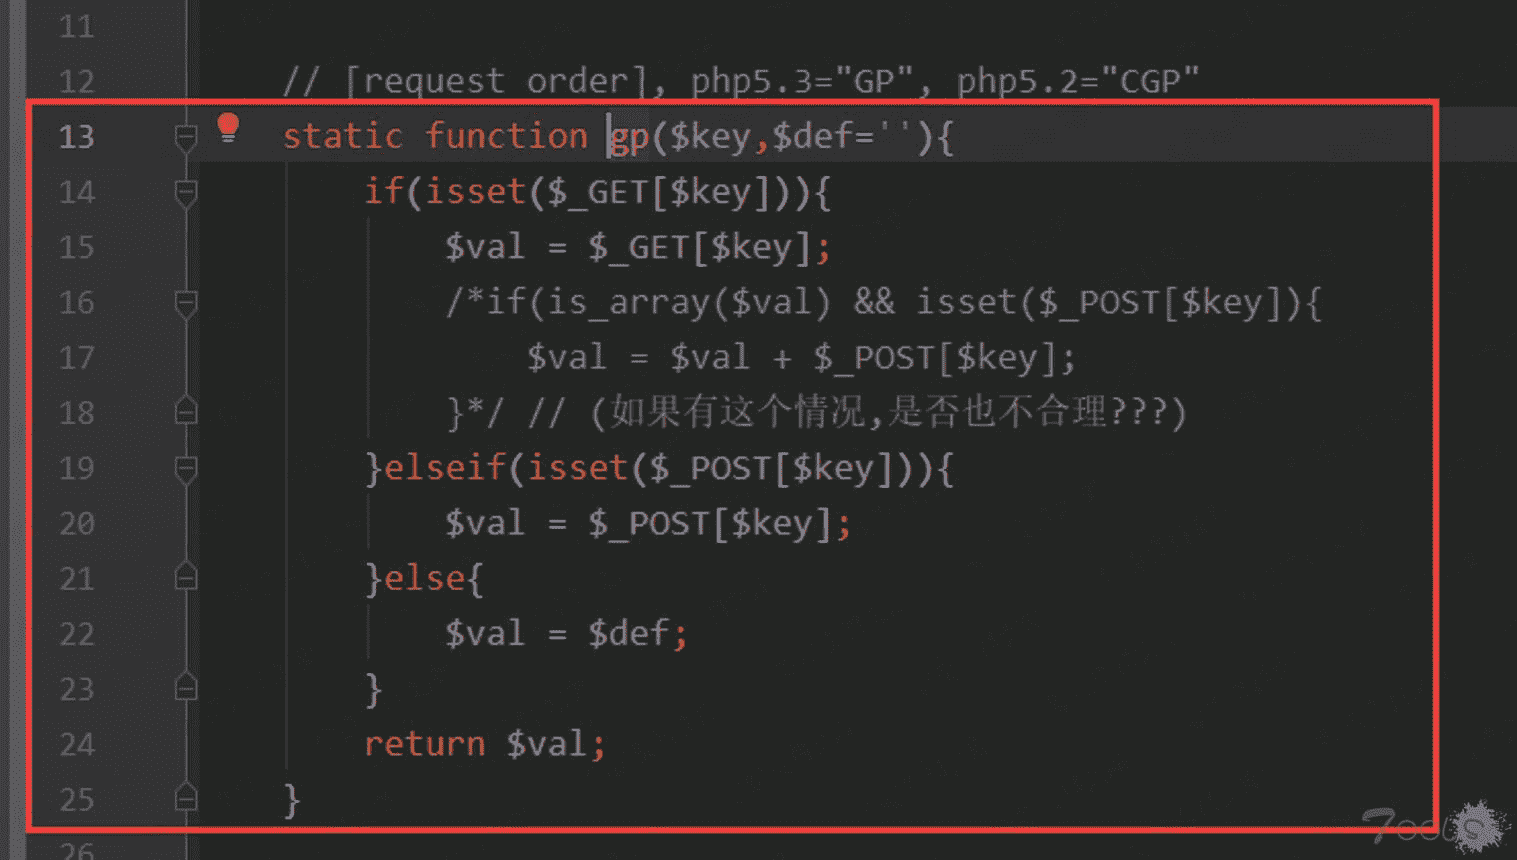 11
12 // [request order], php5.3="GP", php5.2="CGP"
13 static function gp($key,$def=''){
14 if(isset($_GET[$key])){
15 $val = $_GET[$key];
16 /*if(is_array($val) && isset($_POST[$key]){
17 $val = $val + $_POST[$key];
18 }*/ // (如果有这个情况,是否也不合理???)
19 }elseif(isset($_POST[$key])){
20 $val = $_POST[$key];
21 }else{
22 $val = $def;
23 }
24 return $val;
25 }
26
Tools